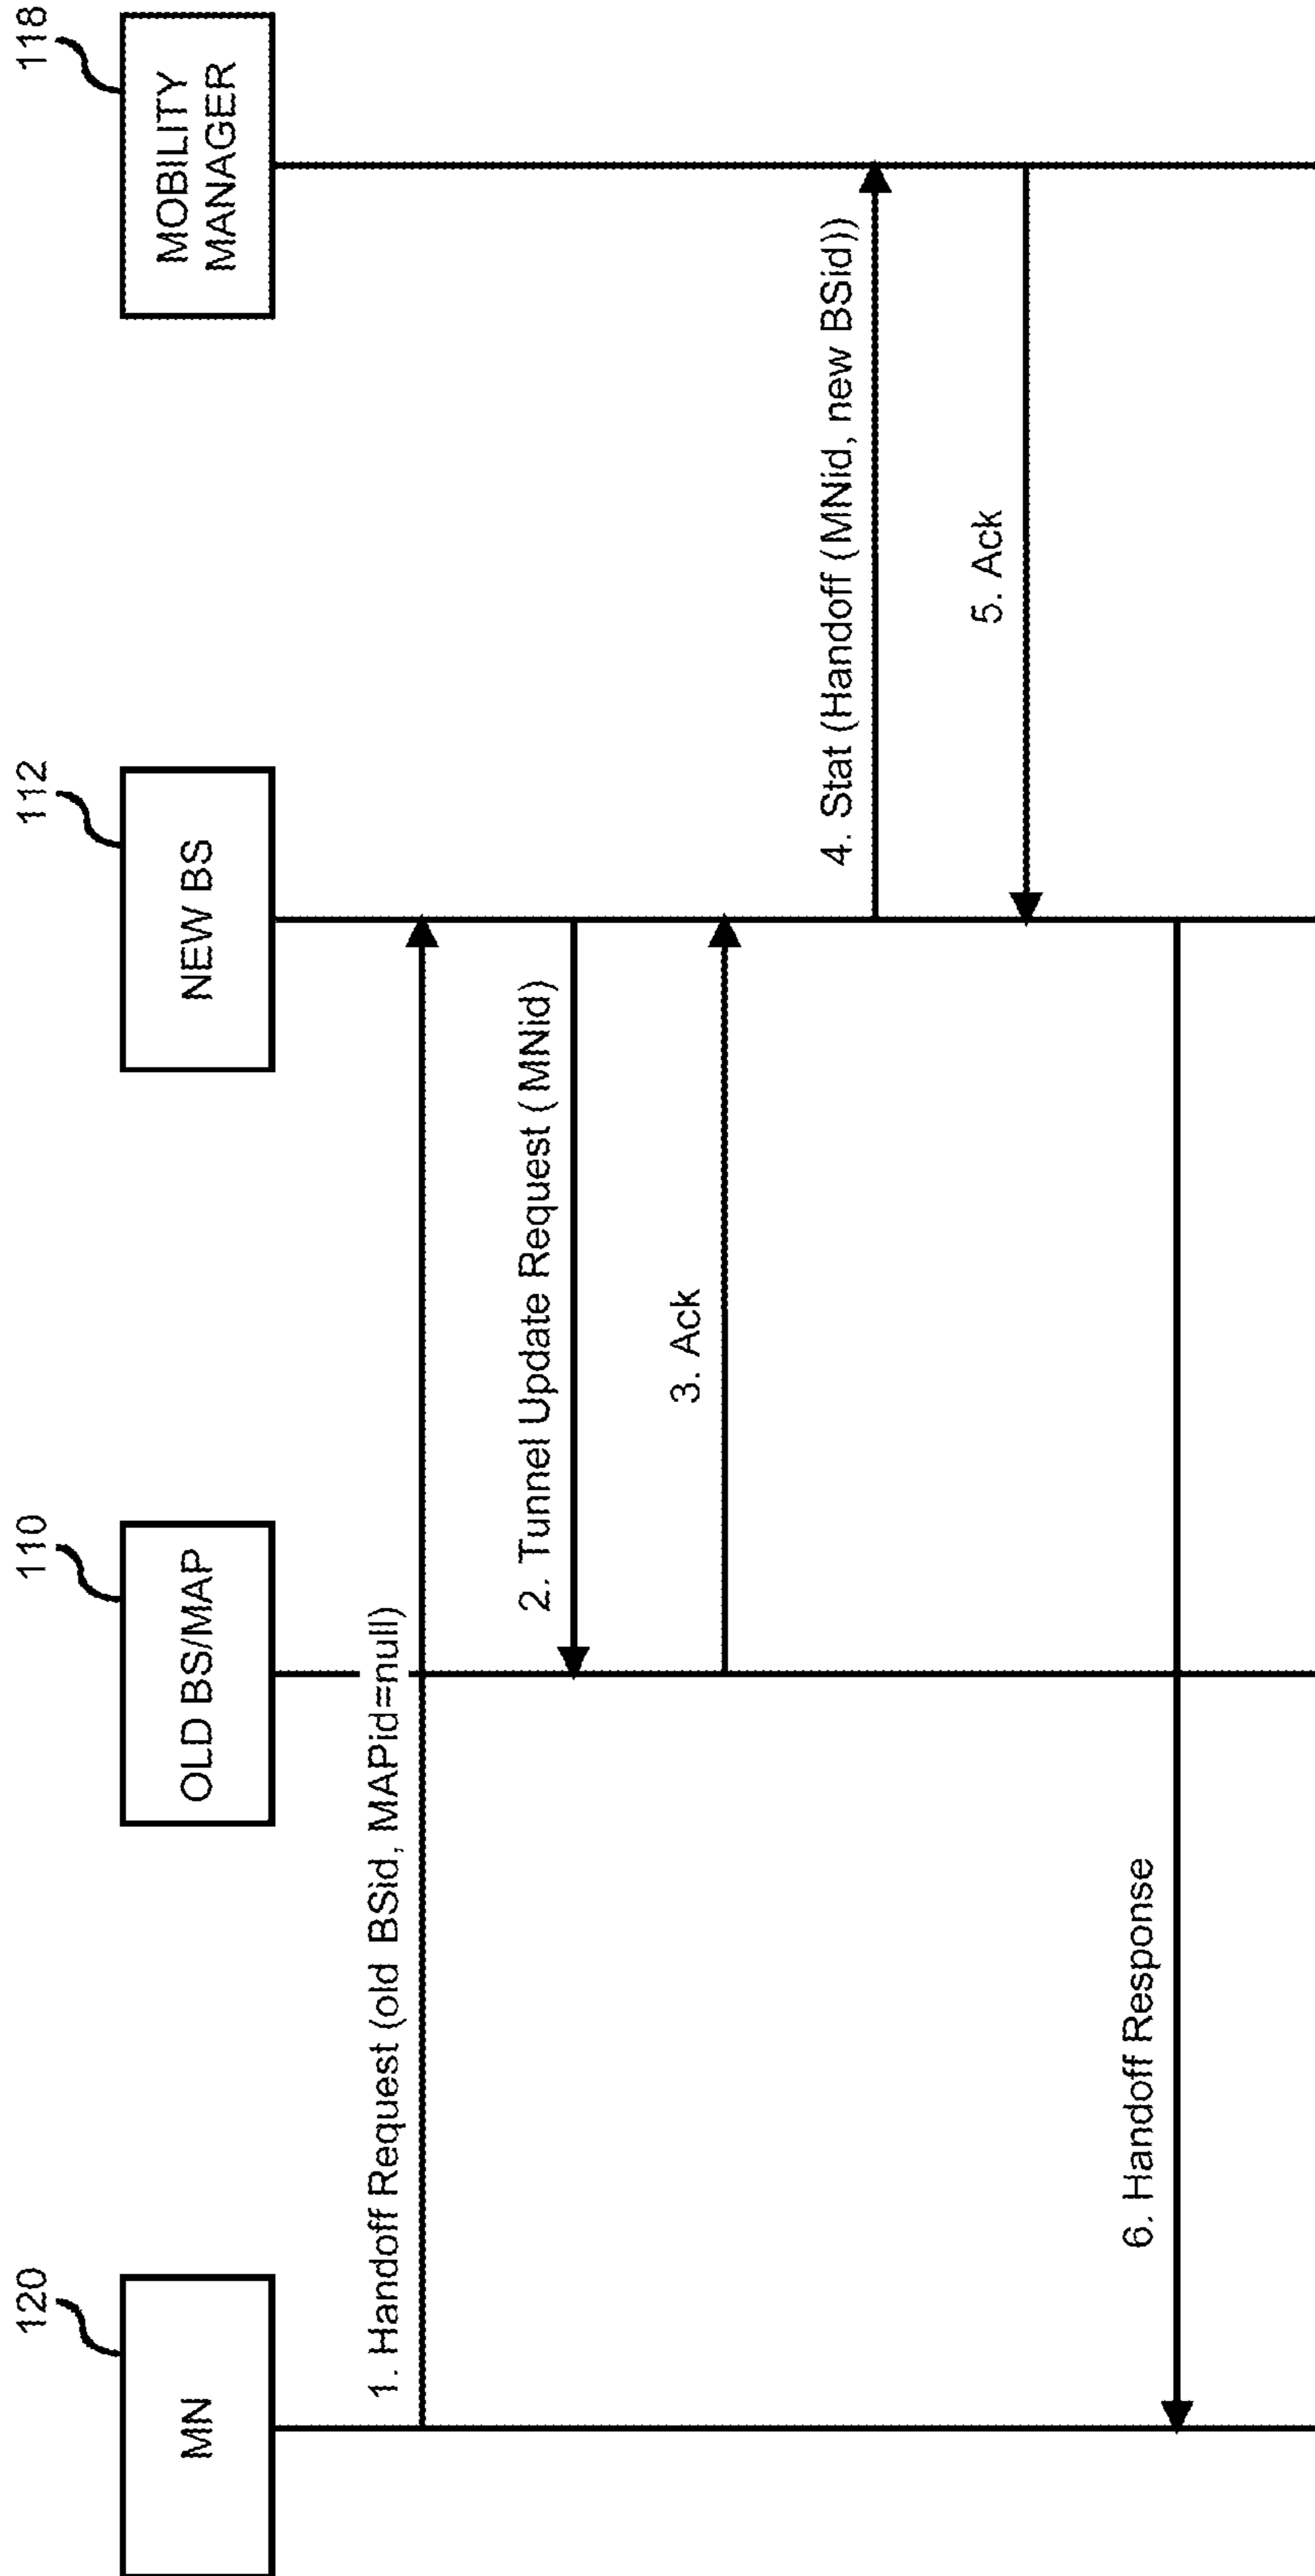 120
110
112
118
MN
OLD BS/MAP
NEW BS
MOBILITY
MANAGER
1. Handoff Request (old BSid, MAPid=null)
2. Tunnel Update Request (MNid)
3. Ack
4. Stat (Handoff (MNid, new BSid))
5. Ack
6. Handoff Response